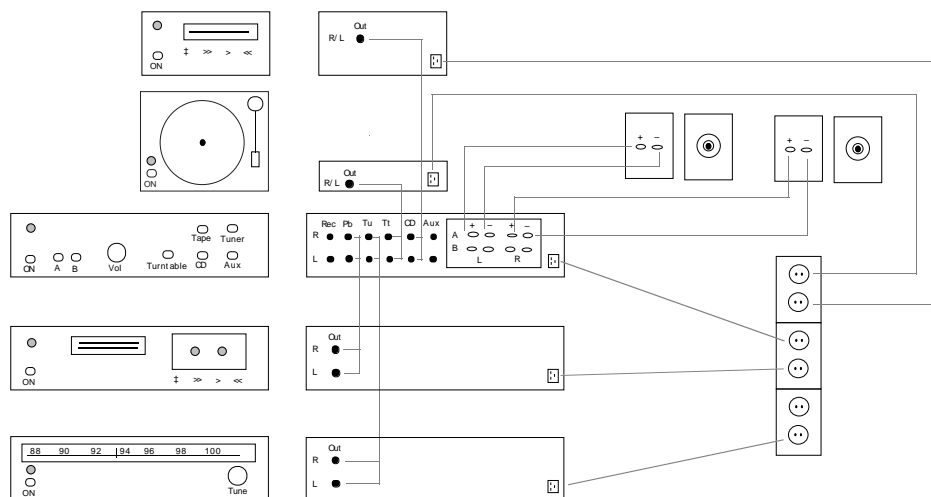 Out
R/ L
‡ >> > <<
ON
+ − + −
ON
Out
R/ L
Rec Pb Tu Tt CD Aux
R
L
+ − + −
A
B
L R
Tape Tuner
ON A B Vol Turntable CD Aux
Out
R
L
‡ >> > <<
ON
Out
R
L
88 90 92 94 96 98 100
ON Tune